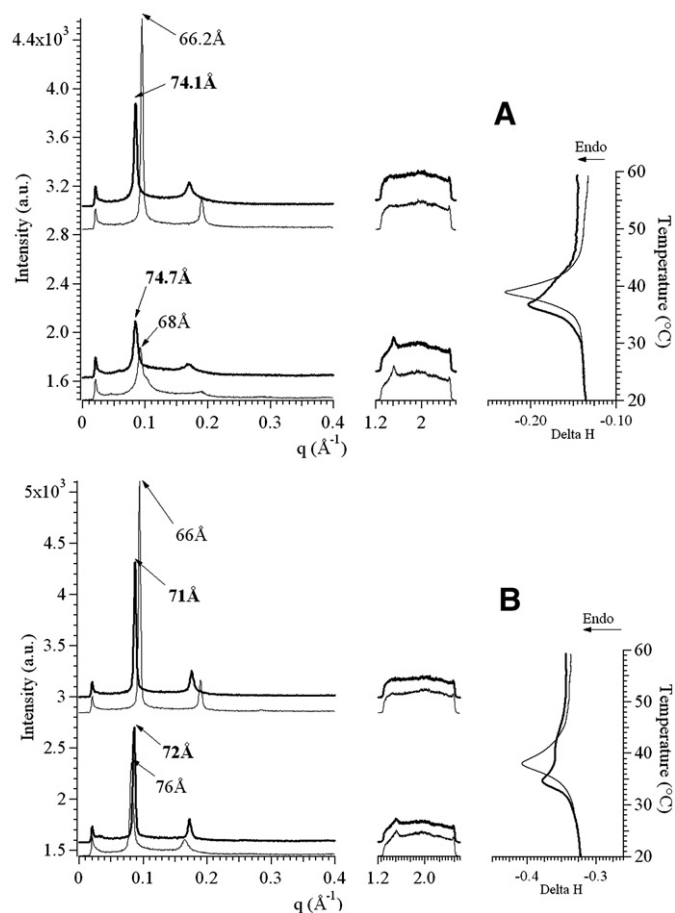 4.4x10³
4.0
3.6
3.2
2.8
2.4
2.0
1.6
Intensity (a.u.)
66.2Å
74.1Å
74.7Å
68Å
0
0.1
0.2
0.3
0.4
q (Å⁻¹)
1.2
2
A
Endo
60
50
40
30
20
Temperature (°C)
-0.20
-0.10
Delta H
5x10³
4.5
4
3.5
3
2.5
2
1.5
Intensity (a.u.)
66Å
71Å
72Å
76Å
0
0.1
0.2
0.3
0.4
q (Å⁻¹)
1.2
2.0
B
Endo
60
50
40
30
20
Temperature (°C)
-0.4
-0.3
Delta H